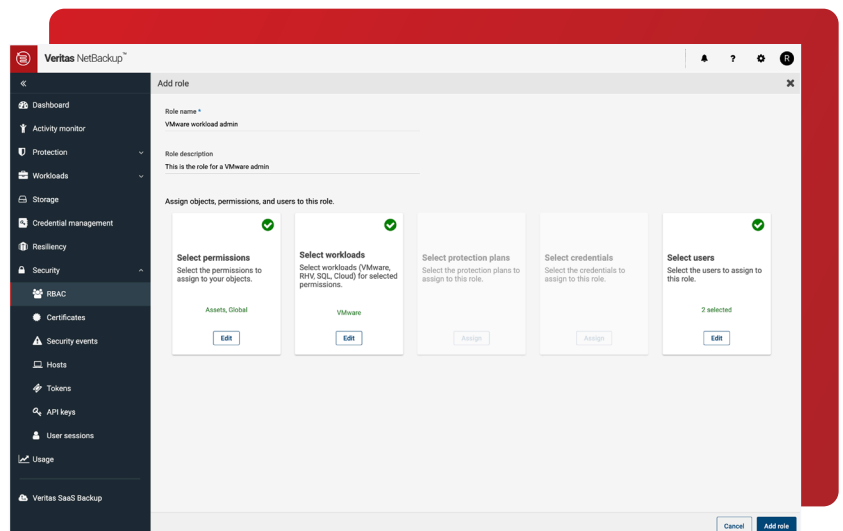 Veritas NetBackup™
?
R
«
Add role
Dashboard
Activity monitor
Protection
Workloads
Storage
Credential management
Resiliency
Security
RBAC
Certificates
Security events
Hosts
Tokens
API keys
User sessions
Usage
Veritas SaaS Backup
Role name *
VMware workload admin
Role description
This is the role for a VMware admin
Assign objects, permissions, and users to this role.
Select permissions
Select the permissions to
assign to your objects.
Assets, Global
Edit
Select workloads
Select workloads (VMware,
RHV, SQL, Cloud) for selected
permissions.
VMware
Edit
Select protection plans
Select the protection plans to
assign to this role.
Assign
Select credentials
Select the credentials to
assign to this role.
Assign
Select users
Select the users to assign to
this role.
2 selected
Edit
Cancel
Add role